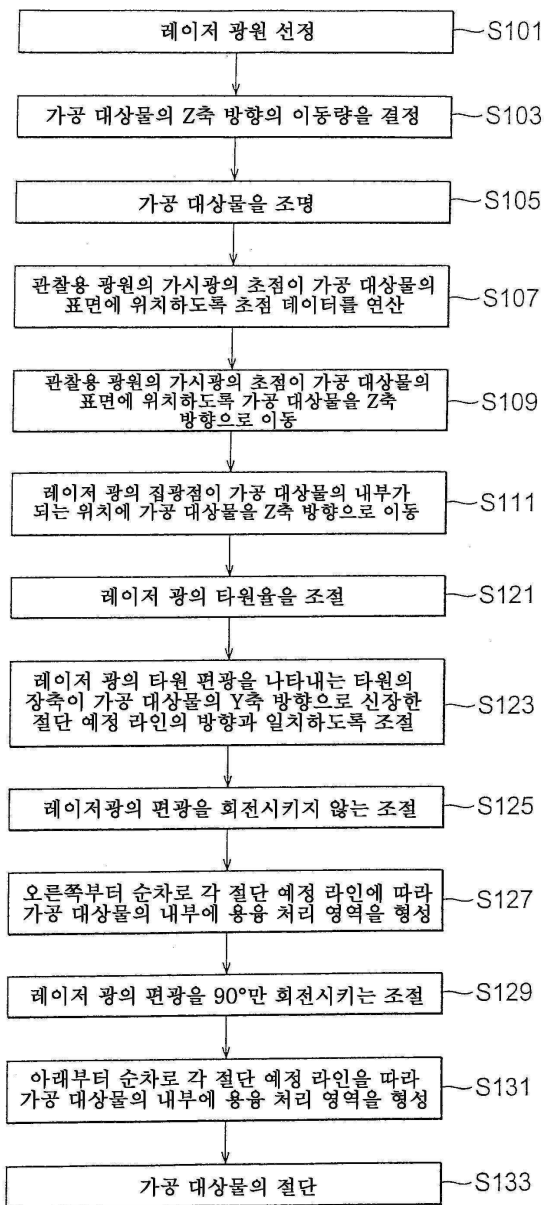 레이저 광원 선정
S101
가공 대상물의 Z축 방향의 이동량을 결정
S103
가공 대상물을 조명
S105
관찰용 광원의 가시광의 초점이 가공 대상물의
표면에 위치하도록 초점 데이터를 연산
S107
관찰용 광원의 가시광의 초점이 가공 대상물의
표면에 위치하도록 가공 대상물을 Z축
방향으로 이동
S109
레이저 광의 집광점이 가공 대상물의 내부가
되는 위치에 가공 대상물을 Z축 방향으로 이동
S111
레이저 광의 타원율을 조절
S121
레이저 광의 타원 편광을 나타내는 타원의
장축이 가공 대상물의 Y축 방향으로 신장한
절단 예정 라인의 방향과 일치하도록 조절
S123
레이저광의 편광을 회전시키지 않는 조절
S125
오른쪽부터 순차로 각 절단 예정 라인에 따라
가공 대상물의 내부에 용융 처리 영역을 형성
S127
레이저 광의 편광을 90°만 회전시키는 조절
S129
아래부터 순차로 각 절단 예정 라인을 따라
가공 대상물의 내부에 용융 처리 영역을 형성
S131
가공 대상물의 절단
S133